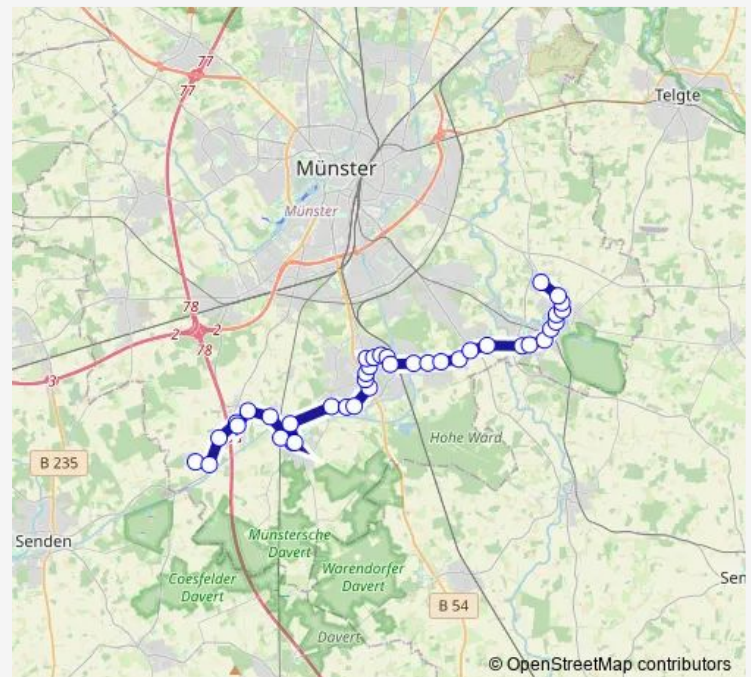 77
77
Telgte
Münster
Münster
78
2
2
78
3
B 235
Hohe Ward
Senden
Münstersche
Davert
Coesfelder
Davert
Warendorfer
Davert
B 54
Sen
Davert
© OpenStreetMap contributors